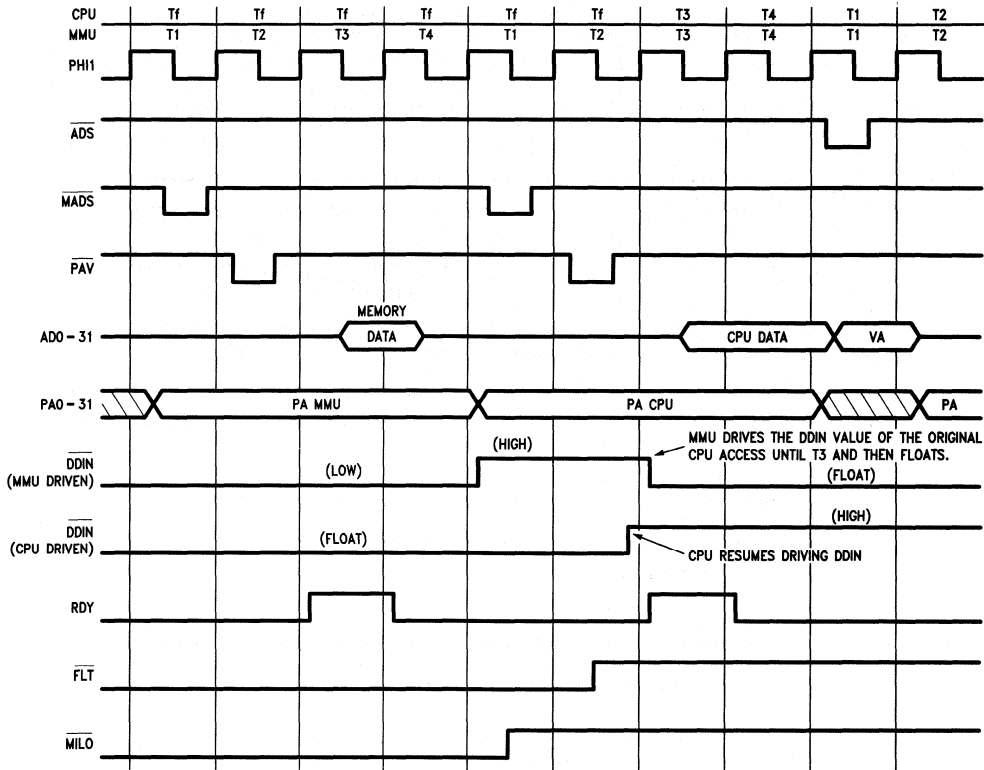 CPU Tf Tf Tf Tf Tf Tf T3 T4 T1 T2
MMU T1 T2 T3 T4 T1 T2 T3 T4 T1 T2
PHI1
ADS
MADS
PAV
MEMORY
AD0-31 DATA CPU DATA VA
PA0-31 PA MMU PA CPU PA
MMU DRIVES THE DDIN VALUE OF THE ORIGINAL
CPU ACCESS UNTIL T3 AND THEN FLOATS.
(HIGH)
DDIN
(MMU DRIVEN) (LOW) (FLOAT)
(HIGH)
DDIN
(CPU DRIVEN) (FLOAT)
CPU RESUMES DRIVING DDIN
RDY
FLT
MILO